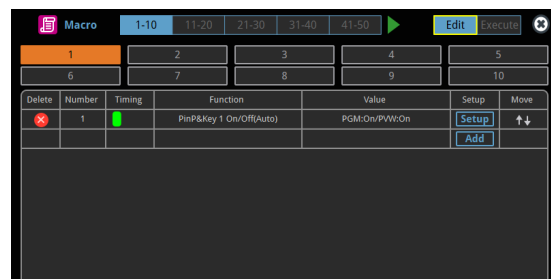 Macro 1-10 11-20 21-30 31-40 41-50 Edit Execute
1 2 3 4 5
6 7 8 9 10
Delete Number Timing Function Value Setup Move
1 PinP&Key 1 On/Off(Auto) PGM:On/PVW:On Setup
Add